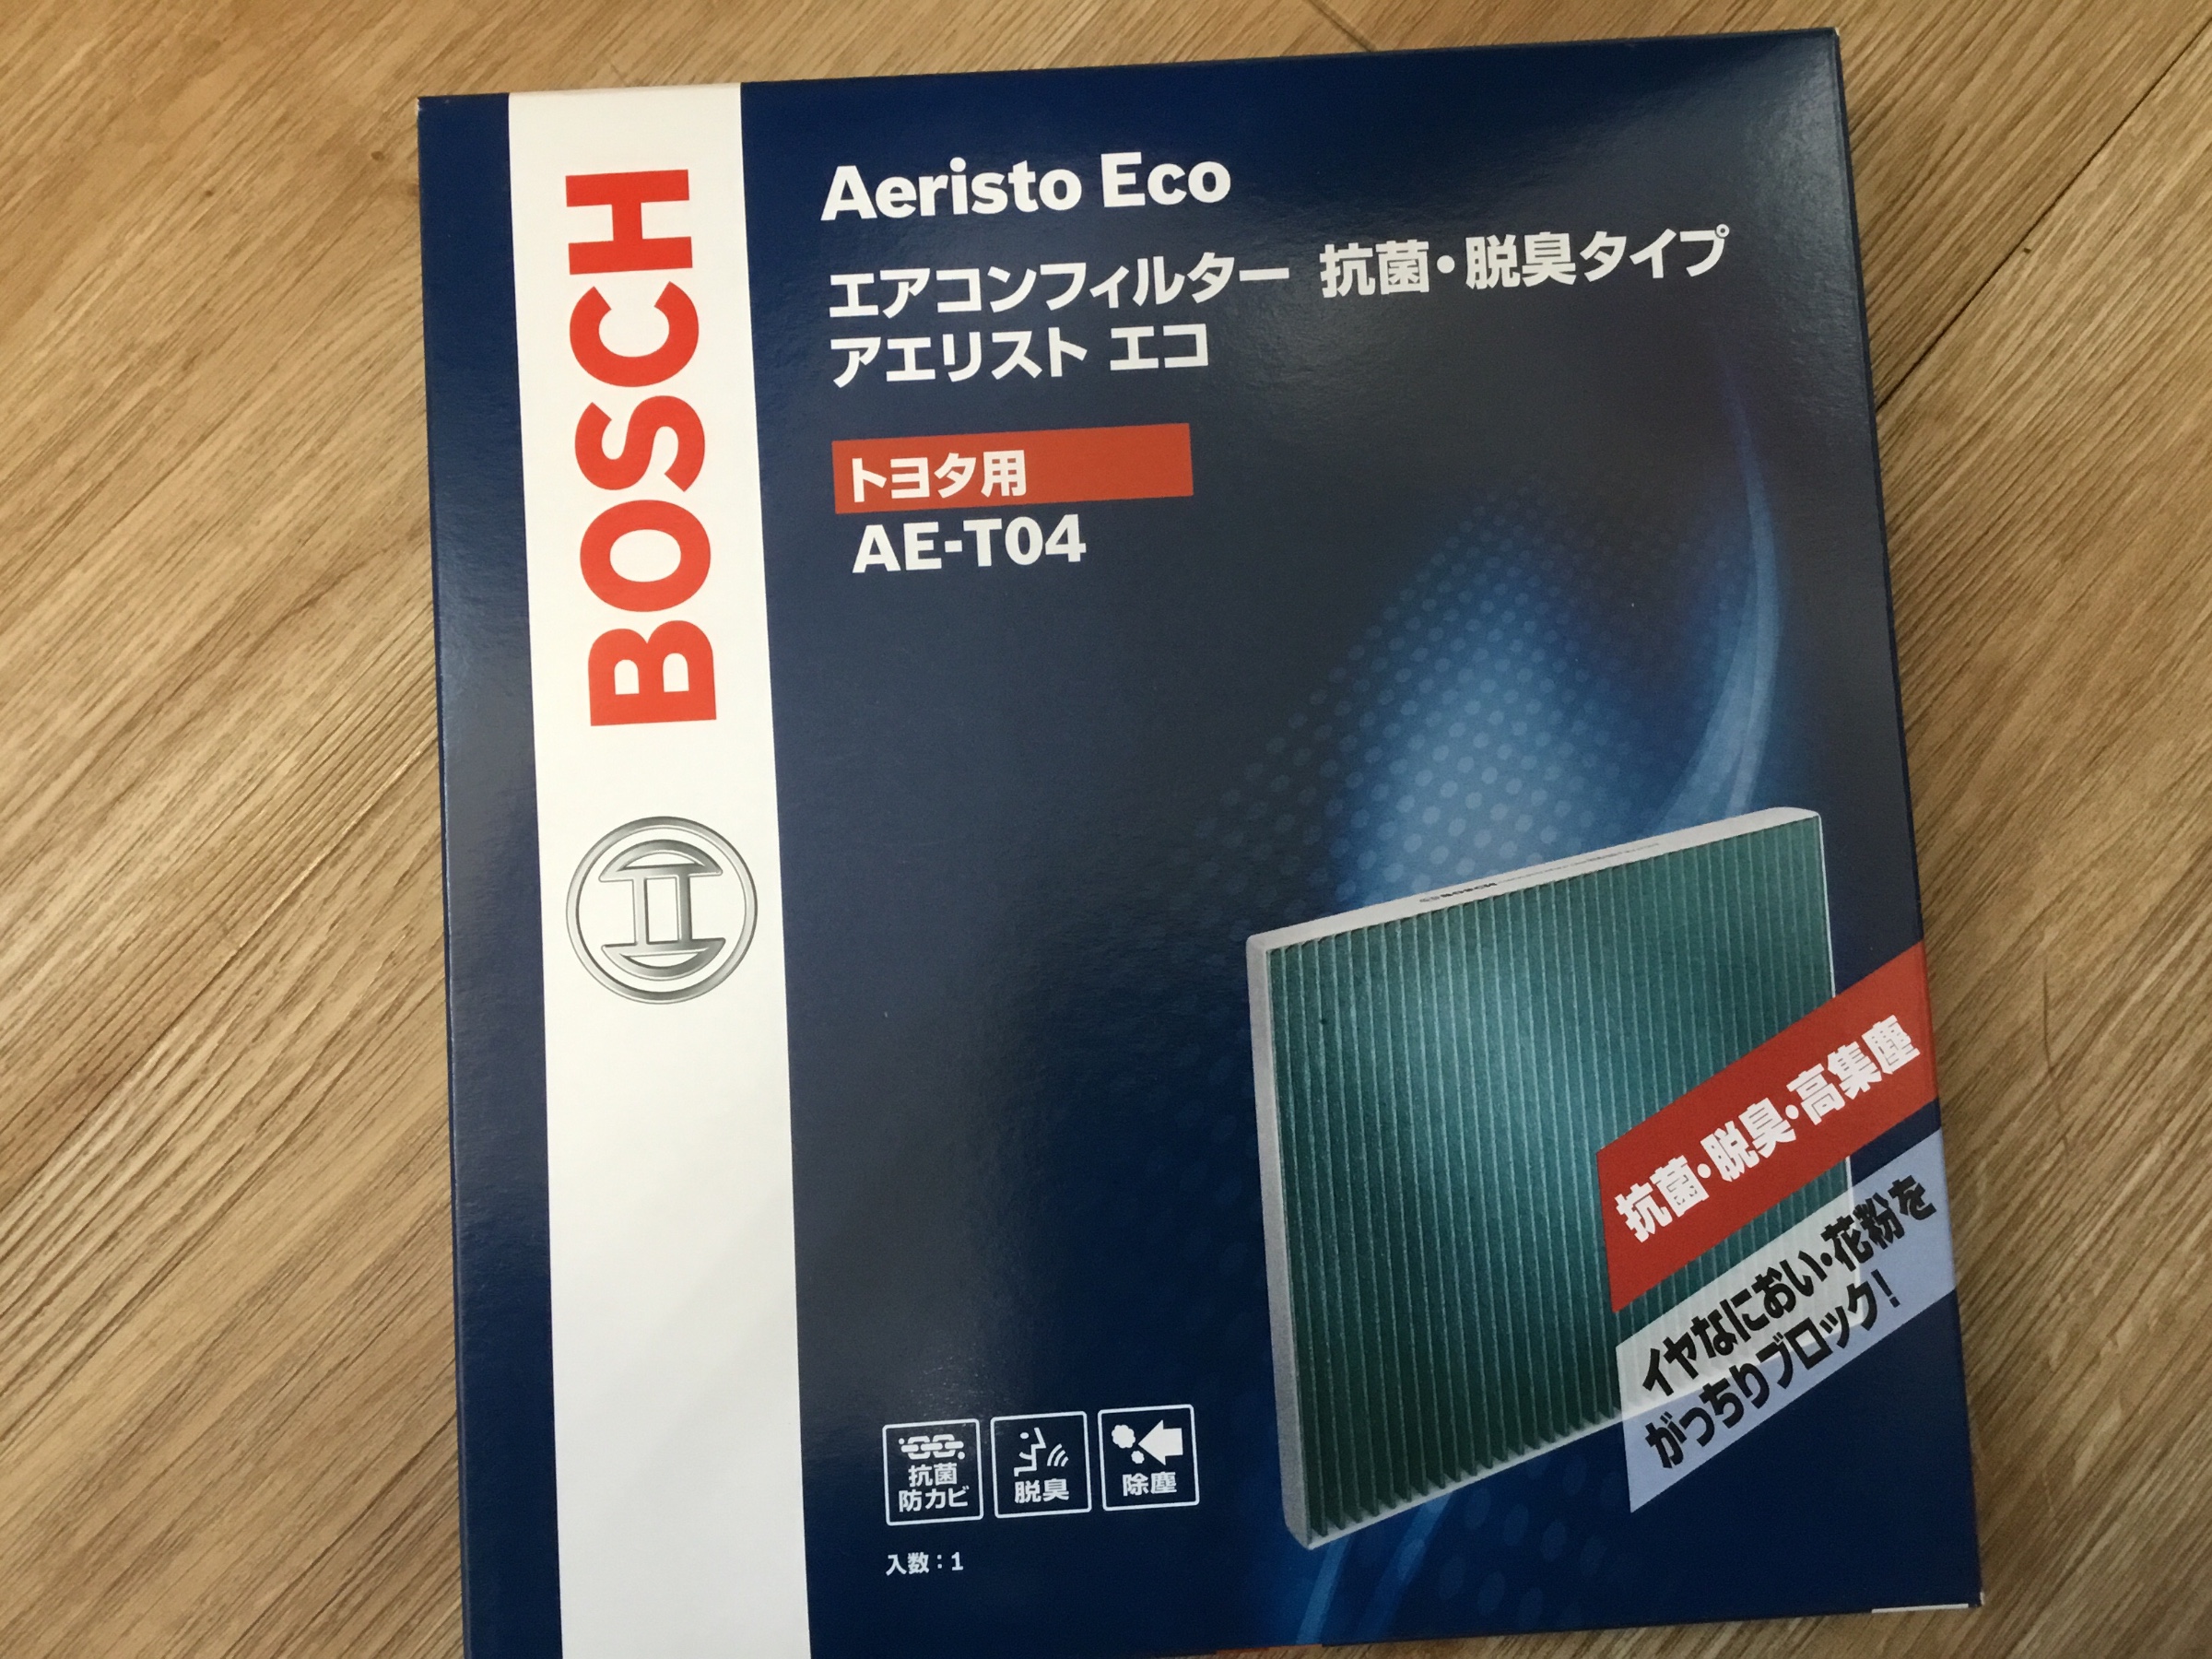 BOSCH
Aeristo Eco
エアコンフィルター 抗菌・脱臭タイプ
アエリスト エコ
トヨタ用
AE-T04
抗菌・脱臭・高集塵
イヤなにおい・花粉を
がっちりブロック!
抗菌
防カビ
脱臭
除塵
入数:1